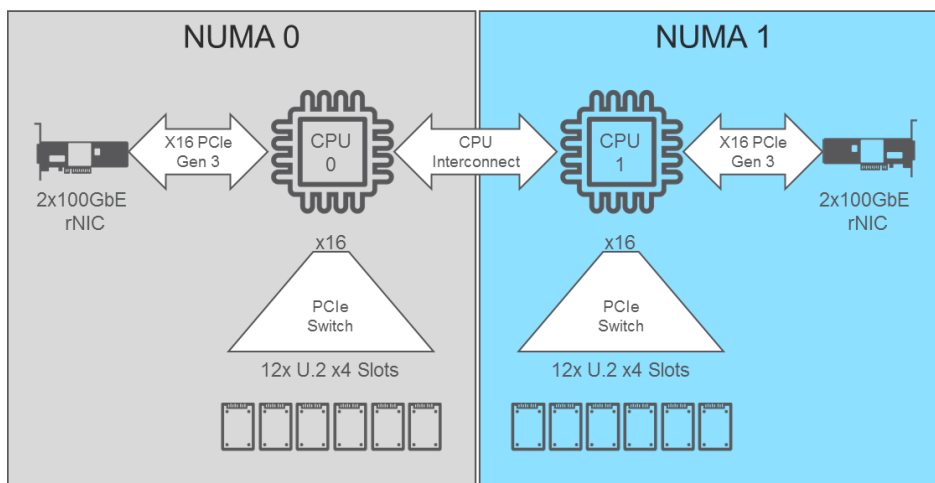 NUMA 0
NUMA 1
X16 PCIe
Gen 3
CPU
0
CPU
Interconnect
CPU
1
X16 PCIe
Gen 3
2x100GbE
rNIC
2x100GbE
rNIC
x16
x16
PCIe
Switch
PCIe
Switch
12x U.2 x4 Slots
12x U.2 x4 Slots